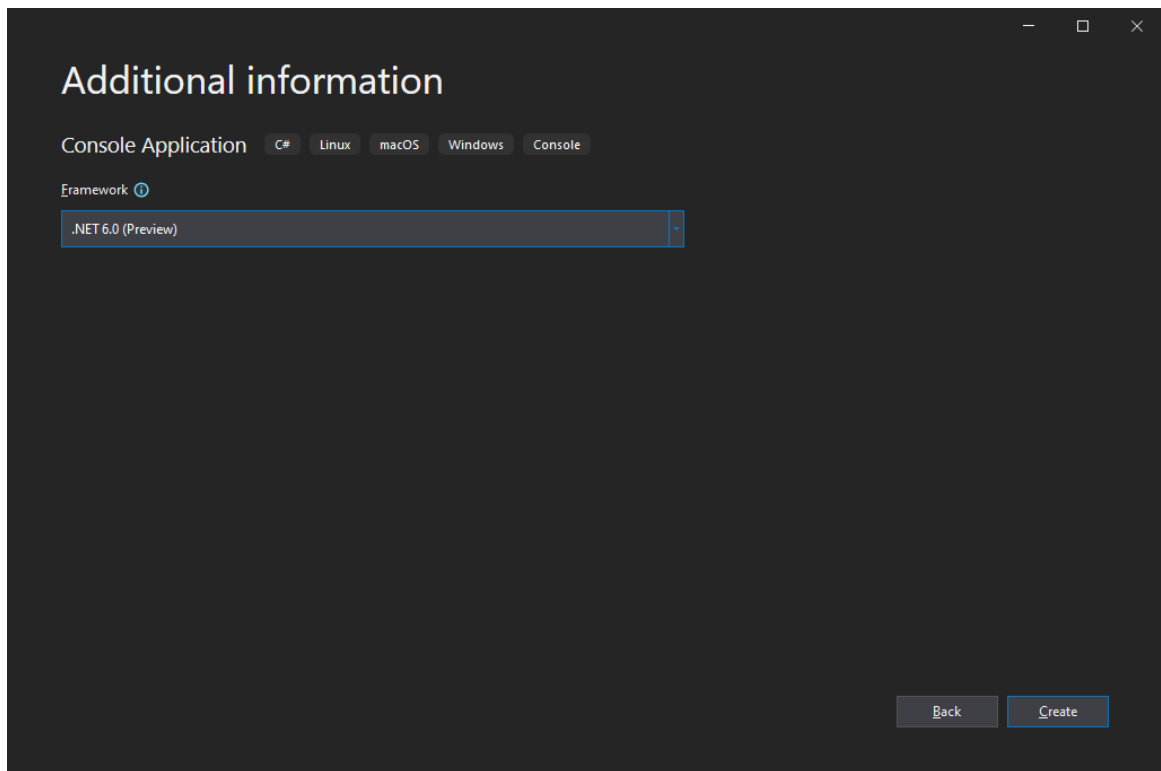 Additional information
Console Application C# Linux macOS Windows Console
Framework
.NET 6.0 (Preview)
Back Create